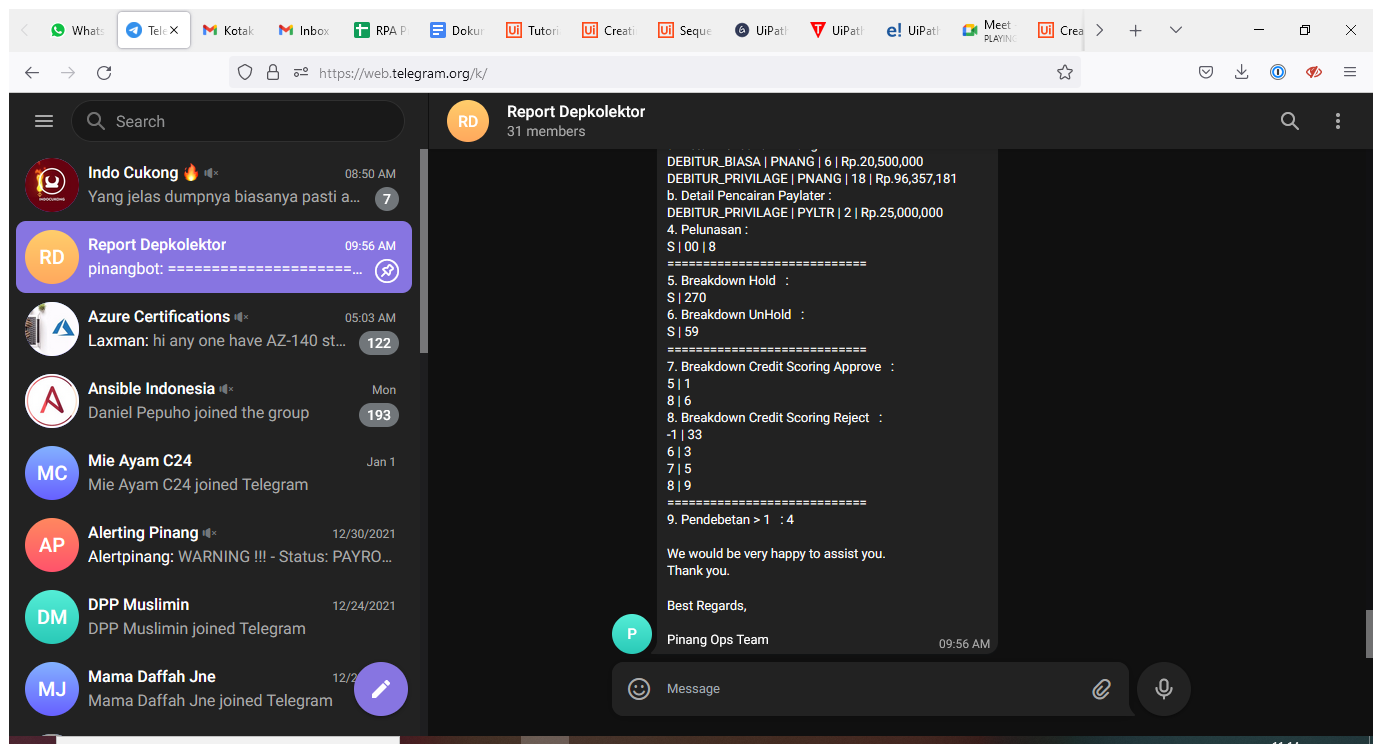 Whats
Tele
Kotak
Inbox
RPA P
Dokur
Ui Tutori
Ui Creati
Ui Seque
UiPath
UiPath
e! UiPath
Meet
PLAYING
Ui Crea
https://web.telegram.org/k/
Search
Indo Cukong 🔥
08:50 AM
Yang jelas dumpnya biasanya pasti a...
7
INDOCUKONG
RD
Report Depkolektor
09:56 AM
pinangbot: =====================...
Azure Certifications
05:03 AM
Laxman: hi any one have AZ-140 st...
122
Ansible Indonesia
Mon
Daniel Pepuho joined the group
193
MC
Mie Ayam C24
Jan 1
Mie Ayam C24 joined Telegram
AP
Alerting Pinang
12/30/2021
Alertpinang: WARNING !!! - Status: PAYRO...
DM
DPP Muslimin
12/24/2021
DPP Muslimin joined Telegram
MJ
Mama Daffah Jne
12/2
Mama Daffah Jne joined Telegram
RD
Report Depkolektor
31 members
DEBITUR_BIASA | PNANG | 6 | Rp.20,500,000
DEBITUR_PRIVILAGE | PNANG | 18 | Rp.96,357,181
b. Detail Pencairan Paylater :
DEBITUR_PRIVILAGE | PYLTR | 2 | Rp.25,000,000
4. Pelunasan :
S | 00 | 8
============================
5. Breakdown Hold :
S | 270
6. Breakdown UnHold :
S | 59
============================
7. Breakdown Credit Scoring Approve :
5 | 1
8 | 6
8. Breakdown Credit Scoring Reject :
-1 | 33
6 | 3
7 | 5
8 | 9
============================
9. Pendebetan > 1 : 4
We would be very happy to assist you.
Thank you.
Best Regards,
Pinang Ops Team
09:56 AM
P
Message